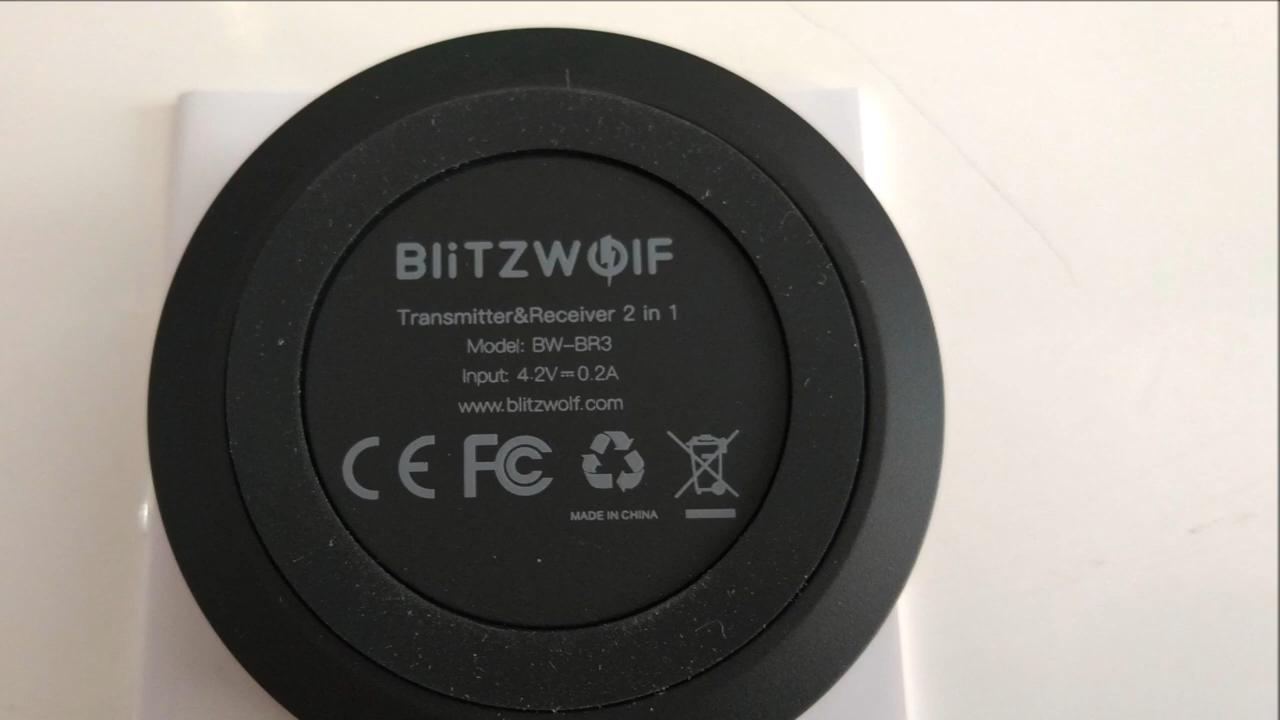 BLiTZWOLF
Transmitter&Receiver 2 in 1
Model: BW-BR3
Input: 4.2V⎓0.2A
www.blitzwolf.com
CE FC
MADE IN CHINA